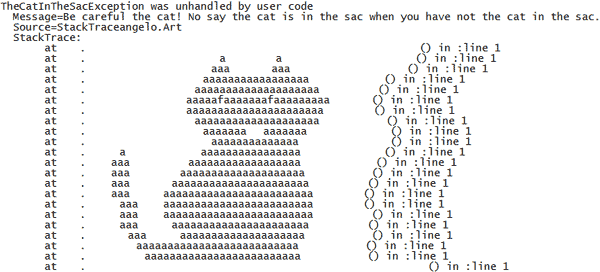 TheCatInTheSacException was unhandled by user code
  Message=Be careful the cat! No say the cat is in the sac when you have not the cat in the sac.
  Source=StackTraceangelo.Art
  StackTrace:
       at    .                                                    () in :line 1
       at    .                      a         a                  () in :line 1
       at    .                     aaa       aaa                () in :line 1
       at    .                    aaaaaaaaaaaaaaaaa           () in :line 1
       at    .                   aaaaaaaaaaaaaaaaaaaa          () in :line 1
       at    .                 aaaaafaaaaaaafaaaaaaaaa       () in :line 1
       at    .                 aaaaaaaaaaaaaaaaaaaaaa        () in :line 1
       at    .                   aaaaaaaaaaaaaaaaaaaa          () in :line 1
       at    .                    aaaaaaa   aaaaaaa            () in :line 1
       at    .                      aaaaaaaaaaaaaa             () in :line 1
       at    .       a            aaaaaaaaaaaaaaaa            () in :line 1
       at    .      aaa          aaaaaaaaaaaaaaaaaa          () in :line 1
       at    .      aaa         aaaaaaaaaaaaaaaaaaaa         () in :line 1
       at    .      aaa       aaaaaaaaaaaaaaaaaaaaaa        () in :line 1
       at    .      aaa      aaaaaaaaaaaaaaaaaaaaaaaa       () in :line 1
       at    .       aaa     aaaaaaaaaaaaaaaaaaaaaaaa       () in :line 1
       at    .       aaa    aaaaaaaaaaaaaaaaaaaaaaaa        () in :line 1
       at    .       aaa      aaaaaaaaaaaaaaaaaaaaaa        () in :line 1
       at    .        aaa      aaaaaaaaaaaaaaaaaaaa         () in :line 1
       at    .         aaaaaaaaaaaaaaaaaaaaaaaaaa          () in :line 1
       at    .          aaaaaaaaaaaaaaaaaaaaaaaaa          () in :line 1
       at    .                                                     () in :line 1